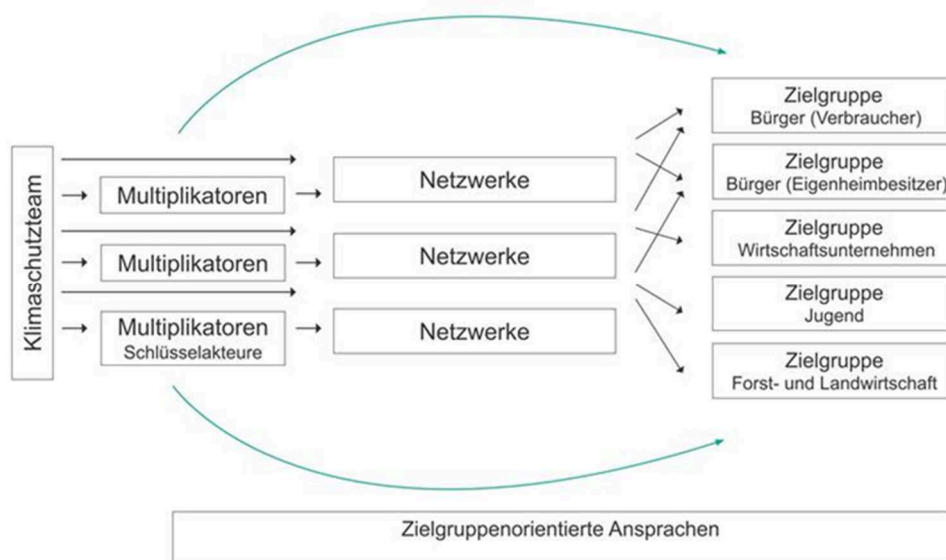 Klimaschutzteam
Multiplikatoren
Multiplikatoren
Multiplikatoren
Schlüsselakteure
Netzwerke
Netzwerke
Netzwerke
Zielgruppe
Bürger (Verbraucher)
Zielgruppe
Bürger (Eigenheimbesitzer)
Zielgruppe
Wirtschaftsunternehmen
Zielgruppe
Jugend
Zielgruppe
Forst- und Landwirtschaft
Zielgruppenorientierte Ansprachen